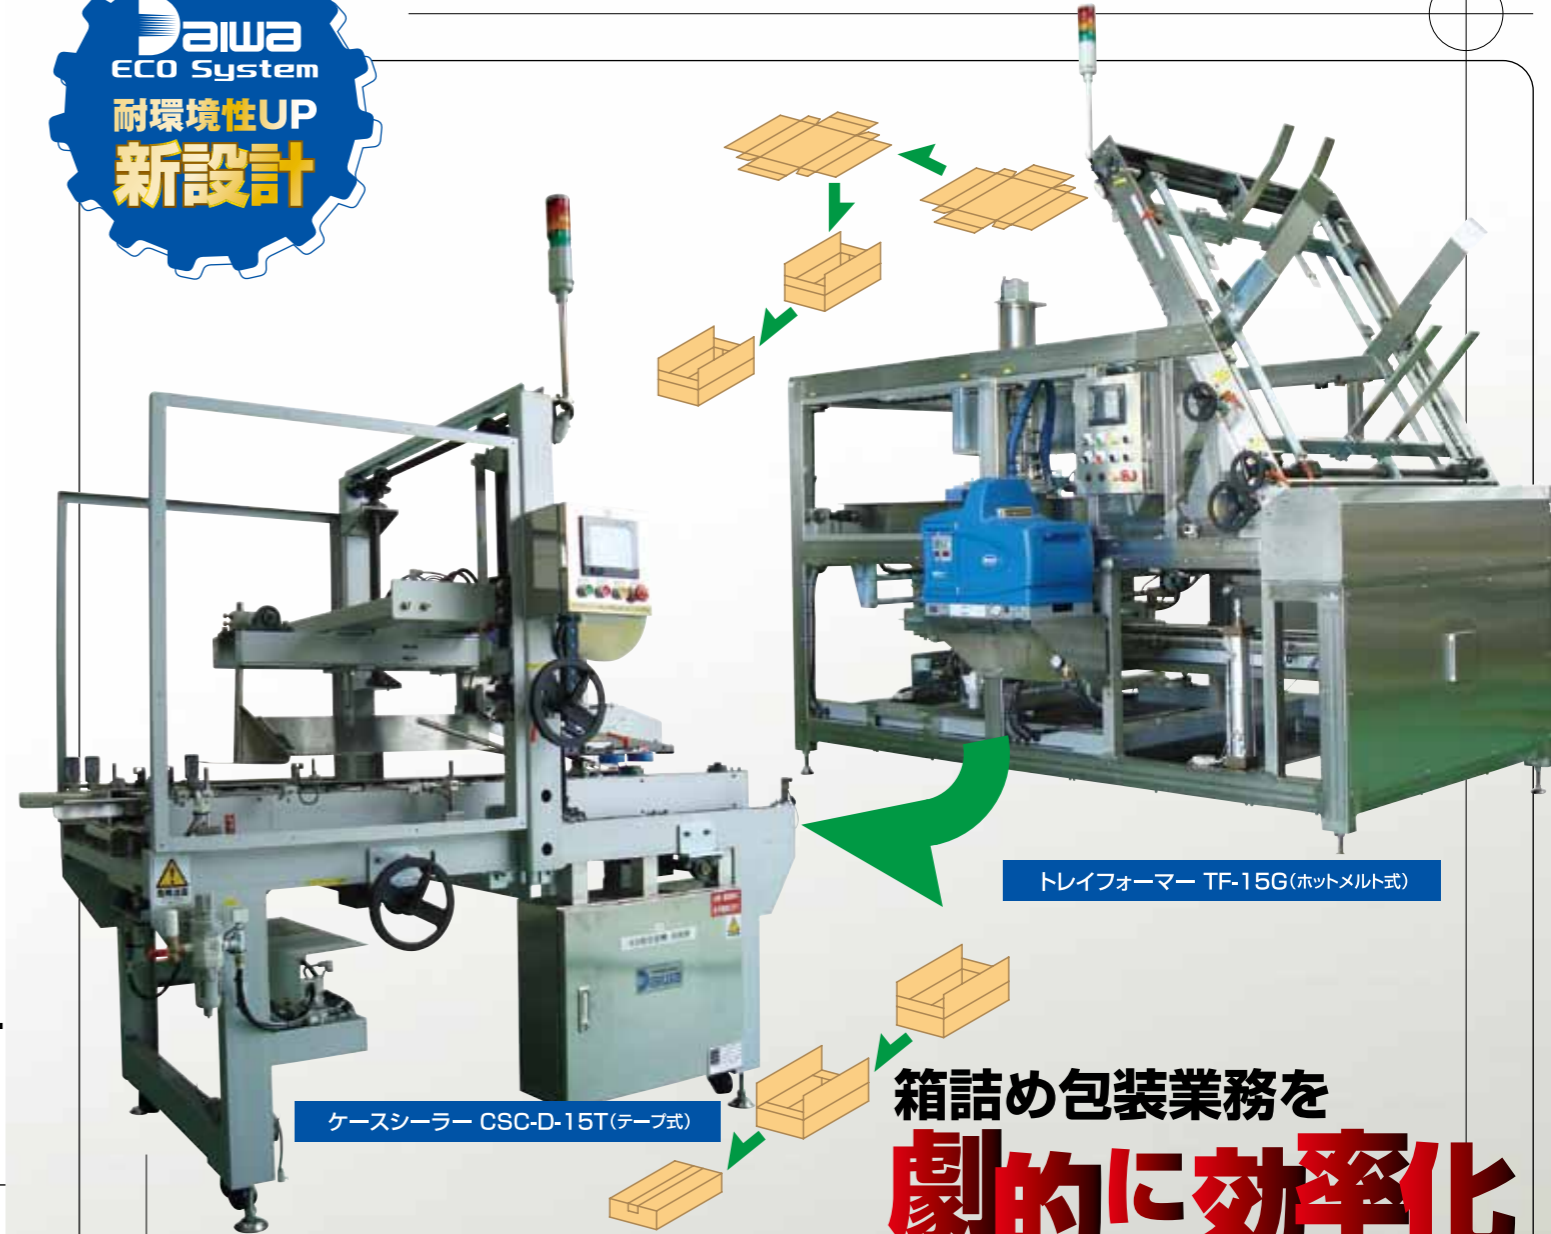 Daiwa
ECO System
耐環境性UP
新設計
トレイフォーマー TF-15G(ホットメルト式)
Daiwa
ケースシーラー CSC-D-15T(テープ式)
箱詰め包装業務を
劇的に効率化